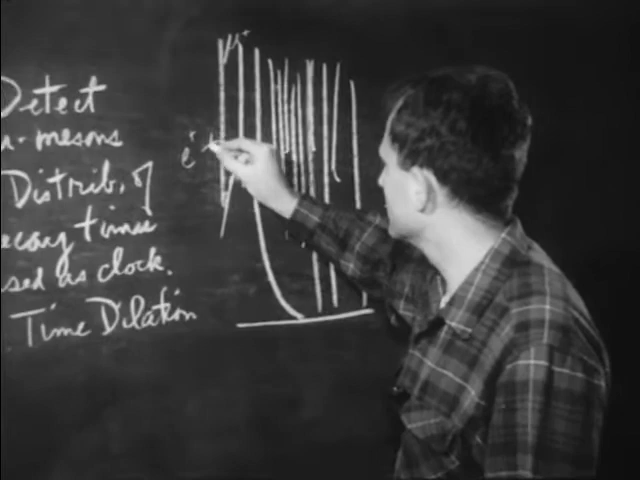 Detect
μ-mesons
Distrib. of
ecay times
sed as clock.
Time Dilation
μ+
e+